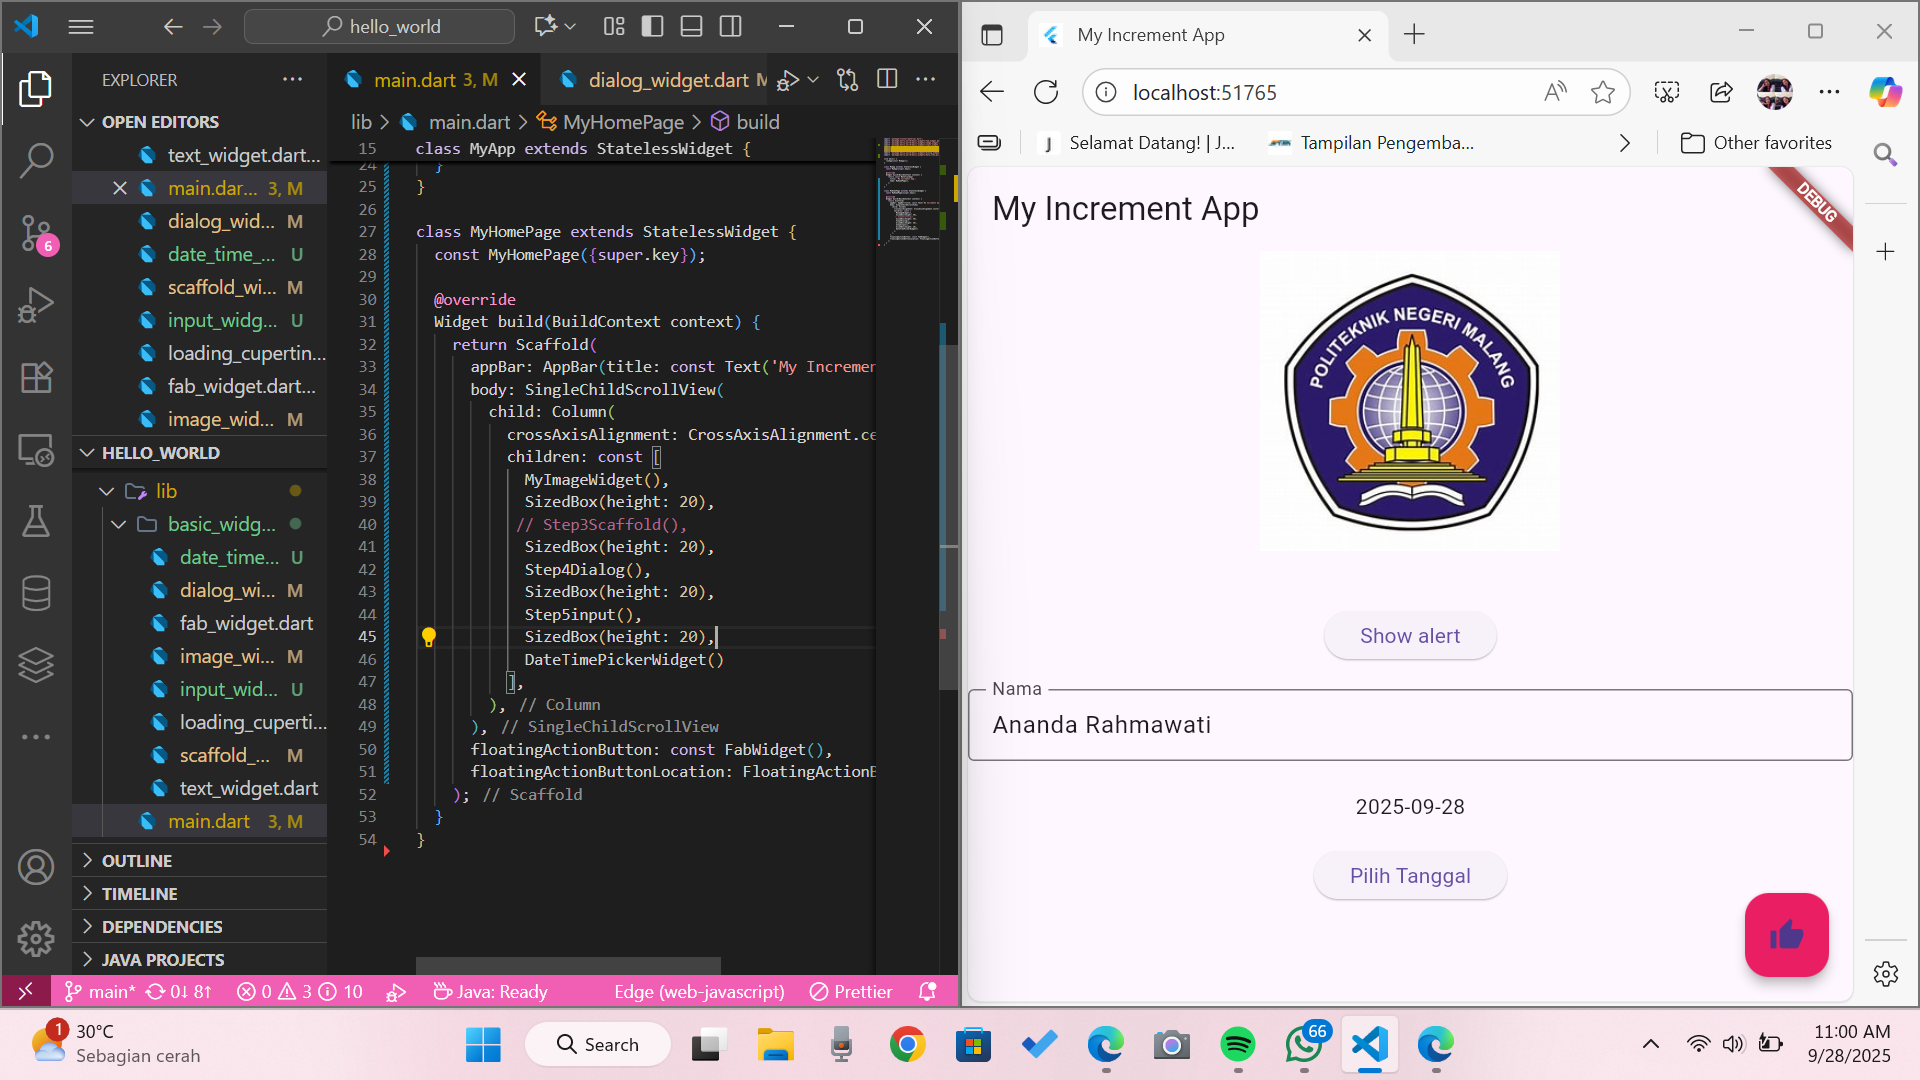 hello_world
EXPLORER
OPEN EDITORS
text_widget.dart...
main.dar... 3, M
dialog_wid... M
date_time_... U
scaffold_wi... M
input_widg... U
loading_cupertin...
fab_widget.dart...
image_wid... M
HELLO_WORLD
lib
basic_widg...
date_time... U
dialog_wi... M
fab_widget.dart
image_wi... M
input_wid... U
loading_cuperti...
scaffold_... M
text_widget.dart
main.dart 3, M
OUTLINE
TIMELINE
DEPENDENCIES
JAVA PROJECTS
6
main.dart 3, M
dialog_widget.dart M
lib > main.dart > MyHomePage > build
15 class MyApp extends StatelessWidget {
24 }
25 }
26
27 class MyHomePage extends StatelessWidget {
28 const MyHomePage({super.key});
29
30 @override
31 Widget build(BuildContext context) {
32 return Scaffold(
33 appBar: AppBar(title: const Text('My Incremen
34 body: SingleChildScrollView(
35 child: Column(
36 crossAxisAlignment: CrossAxisAlignment.ce
37 children: const [
38 MyImageWidget(),
39 SizedBox(height: 20),
40 // Step3Scaffold(),
41 SizedBox(height: 20),
42 Step4Dialog(),
43 SizedBox(height: 20),
44 Step5input(),
45 SizedBox(height: 20),
46 DateTimePickerWidget()
47 ],
48 ), // Column
49 ), // SingleChildScrollView
50 floatingActionButton: const FabWidget(),
51 floatingActionButtonLocation: FloatingActionB
52 ); // Scaffold
53 }
54 }
main* 0↓ 8↑ 0 3 10 Java: Ready Edge (web-javascript) Prettier
My Increment App
localhost:51765
Selamat Datang! | J...
Tampilan Pengemba...
Other favorites
My Increment App
DEBUG
POLITEKNIK NEGERI MALANG
Show alert
Nama
Ananda Rahmawati
2025-09-28
Pilih Tanggal
1
30°C
Sebagian cerah
Search
66
11:00 AM
9/28/2025